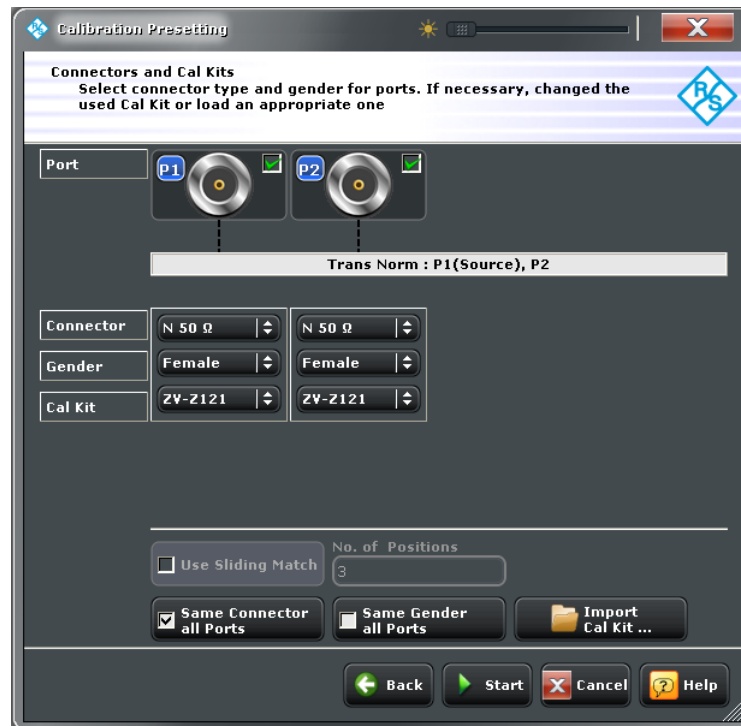 Calibration Presetting
Connectors and Cal Kits
Select connector type and gender for ports. If necessary, changed the
used Cal Kit or load an appropriate one
R&S
Port
P1
P2
Trans Norm : P1(Source), P2
Connector
N 50 Ω
N 50 Ω
Gender
Female
Female
Cal Kit
ZV-Z121
ZV-Z121
Use Sliding Match
No. of Positions
3
Same Connector
all Ports
Same Gender
all Ports
Import
Cal Kit ...
Back
Start
Cancel
Help